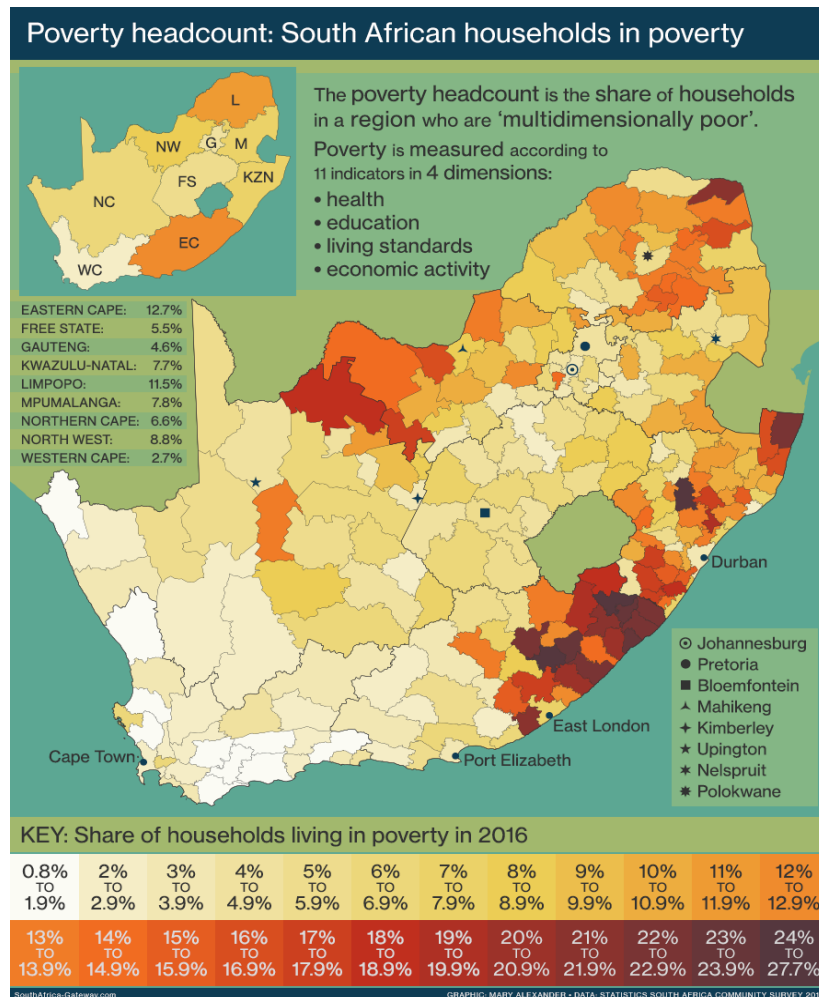 Poverty headcount: South African households in poverty
The poverty headcount is the share of households
in a region who are ‘multidimensionally poor’.
Poverty is measured according to
11 indicators in 4 dimensions:
• health
• education
• living standards
• economic activity
L
NW
G
M
FS
KZN
NC
EC
WC
EASTERN CAPE: 12.7%
FREE STATE: 5.5%
GAUTENG: 4.6%
KWAZULU-NATAL: 7.7%
LIMPOPO: 11.5%
MPUMALANGA: 7.8%
NORTHERN CAPE: 6.6%
NORTH WEST: 8.8%
WESTERN CAPE: 2.7%
Durban
East London
Port Elizabeth
Cape Town
Johannesburg
Pretoria
Bloemfontein
Mahikeng
Kimberley
Upington
Nelspruit
Polokwane
KEY: Share of households living in poverty in 2016
0.8% TO 1.9%
2% TO 2.9%
3% TO 3.9%
4% TO 4.9%
5% TO 5.9%
6% TO 6.9%
7% TO 7.9%
8% TO 8.9%
9% TO 9.9%
10% TO 10.9%
11% TO 11.9%
12% TO 12.9%
13% TO 13.9%
14% TO 14.9%
15% TO 15.9%
16% TO 16.9%
17% TO 17.9%
18% TO 18.9%
19% TO 19.9%
20% TO 20.9%
21% TO 21.9%
22% TO 22.9%
23% TO 23.9%
24% TO 27.7%
SouthAfrica-Gateway.com
GRAPHIC: MARY ALEXANDER • DATA: STATISTICS SOUTH AFRICA COMMUNITY SURVEY